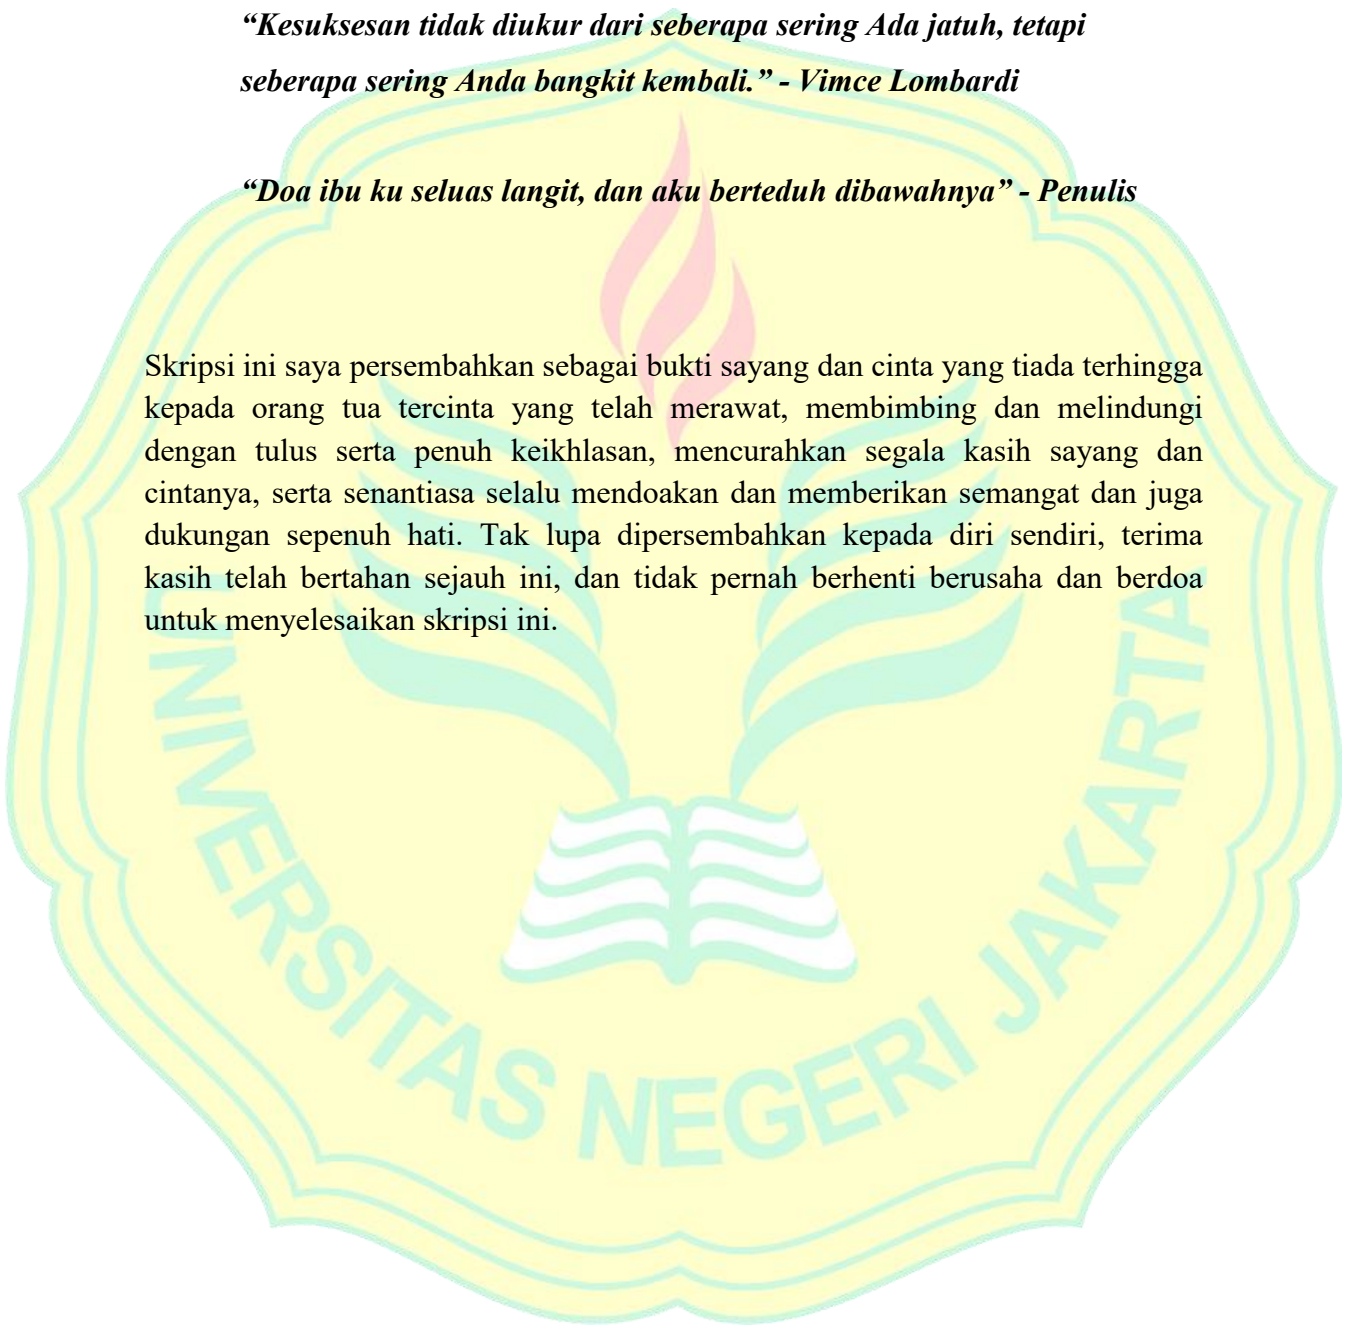 “Kesuksesan tidak diukur dari seberapa sering Ada jatuh, tetapi
seberapa sering Anda bangkit kembali.” - Vimce Lombardi
“Doa ibu ku seluas langit, dan aku berteduh dibawahnya” - Penulis
Skripsi ini saya persembahkan sebagai bukti sayang dan cinta yang tiada terhingga
kepada orang tua tercinta yang telah merawat, membimbing dan melindungi
dengan tulus serta penuh keikhlasan, mencurahkan segala kasih sayang dan
cintanya, serta senantiasa selalu mendoakan dan memberikan semangat dan juga
dukungan sepenuh hati. Tak lupa dipersembahkan kepada diri sendiri, terima
kasih telah bertahan sejauh ini, dan tidak pernah berhenti berusaha dan berdoa
untuk menyelesaikan skripsi ini.
UNIVERSITAS NEGERI JAKARTA